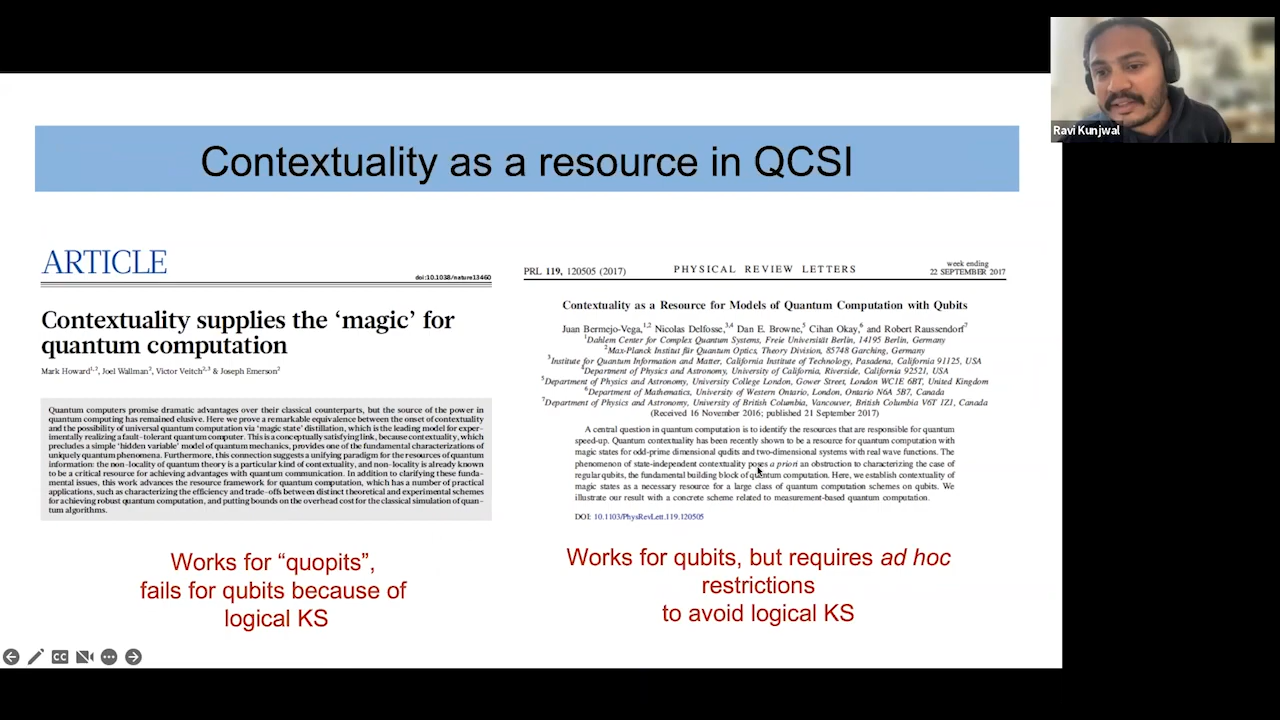 Ravi Kunjwal
Contextuality as a resource in QCSI
ARTICLE
doi:10.1038/nature13460
Contextuality supplies the ‘magic’ for
quantum computation
Mark Howard1,2, Joel Wallman2, Victor Veitch2,3 & Joseph Emerson2
Quantum computers promise dramatic advantages over their classical counterparts, but the source of the power in
quantum computing has remained elusive. Here we prove a remarkable equivalence between the onset of contextuality
and the possibility of universal quantum computation via ‘magic state’ distillation, which is the leading model for exper-
imentally realizing a fault-tolerant quantum computer. This is a conceptually satisfying link, because contextuality, which
precludes a simple ‘hidden variable’ model of quantum mechanics, provides one of the fundamental characterizations of
uniquely quantum phenomena. Furthermore, this connection suggests a unifying paradigm for the resources of quantum
information: the non-locality of quantum theory is a particular kind of contextuality, and non-locality is already known
to be a critical resource for achieving advantages with quantum communication. In addition to clarifying these funda-
mental issues, this work advances the resource framework for quantum computation, which has a number of practical
applications, such as characterizing the efficiency and trade-offs between distinct theoretical and experimental schemes
for achieving robust quantum computation, and putting bounds on the overhead cost for the classical simulation of quan-
tum algorithms.
Works for “quopits”,
fails for qubits because of
logical KS
PRL 119, 120505 (2017)
PHYSICAL REVIEW LETTERS
week ending
22 SEPTEMBER 2017
Contextuality as a Resource for Models of Quantum Computation with Qubits
Juan Bermejo-Vega,1,2 Nicolas Delfosse,3,4 Dan E. Browne,5 Cihan Okay,6 and Robert Raussendorf7
1Dahlem Center for Complex Quantum Systems, Freie Universität Berlin, 14195 Berlin, Germany
2Max-Planck Institut für Quantum Optics, Theory Division, 85748 Garching, Germany
3Institute for Quantum Information and Matter, California Institute of Technology, Pasadena, California 91125, USA
4Department of Physics and Astronomy, University of California, Riverside, California 92521, USA
5Department of Physics and Astronomy, University College London, Gower Street, London WC1E 6BT, United Kingdom
6Department of Mathematics, University of Western Ontario, London, Ontario N6A 5B7, Canada
7Department of Physics and Astronomy, University of British Columbia, Vancouver, British Columbia V6T 1Z1, Canada
(Received 16 November 2016; published 21 September 2017)
A central question in quantum computation is to identify the resources that are responsible for quantum
speed-up. Quantum contextuality has been recently shown to be a resource for quantum computation with
magic states for odd-prime dimensional qudits and two-dimensional systems with real wave functions. The
phenomenon of state-independent contextuality poses a priori an obstruction to characterizing the case of
regular qubits, the fundamental building block of quantum computation. Here, we establish contextuality of
magic states as a necessary resource for a large class of quantum computation schemes on qubits. We
illustrate our result with a concrete scheme related to measurement-based quantum computation.
DOI: 10.1103/PhysRevLett.119.120505
Works for qubits, but requires ad hoc
restrictions
to avoid logical KS
CC